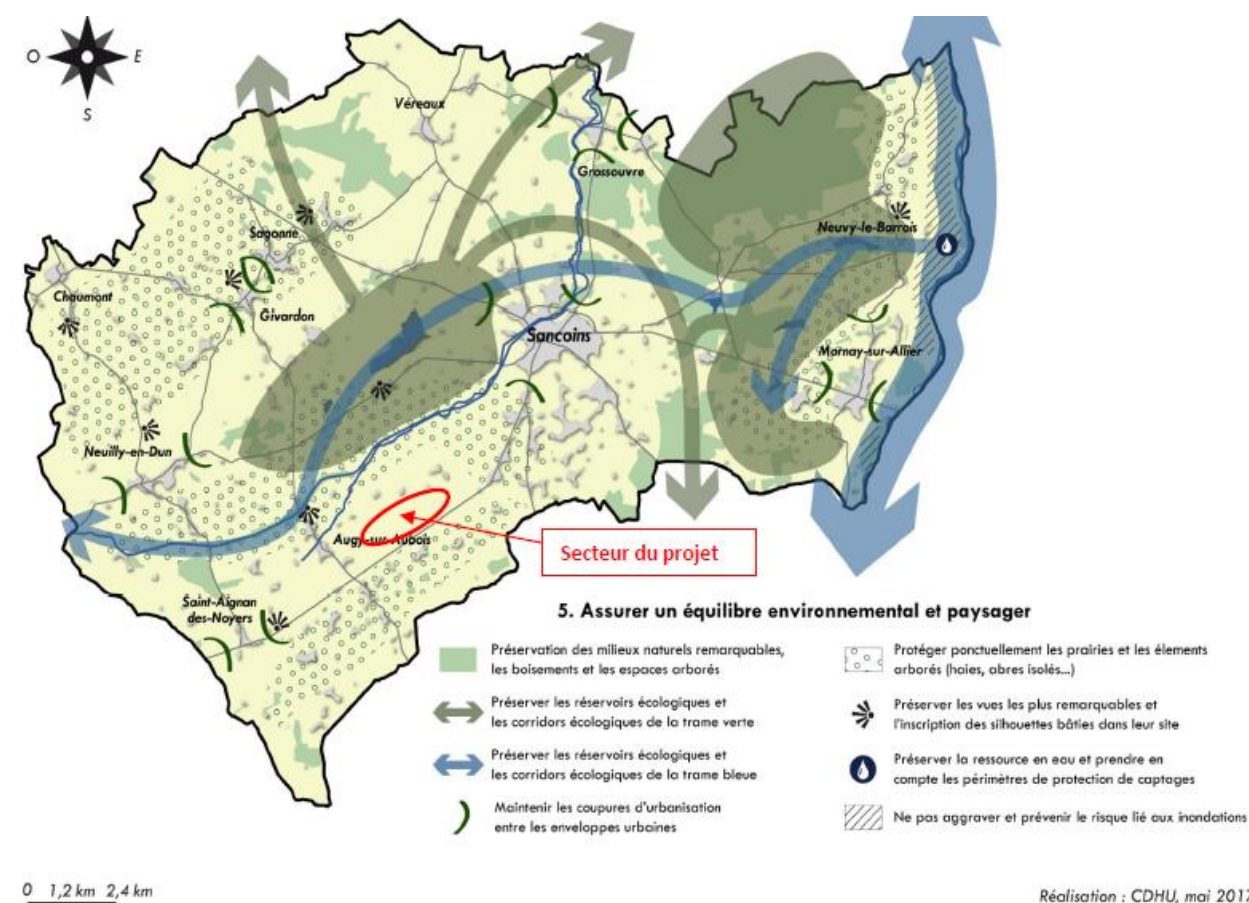 O E
S
Véreaux
Grossouvre
Sagonne
Neuvy-le-Barrois
Chaumont
Givardon
Sancoins
Mornay-sur-Allier
Neuilly-en-Dun
Augy-sur-Aubois
Secteur du projet
Saint-Aignan
des-Noyers
5. Assurer un équilibre environnemental et paysager
Préservation des milieux naturels remarquables,
les boisements et les espaces arborés
Préserver les réservoirs écologiques et
les corridors écologiques de la trame verte
Préserver les réservoirs écologiques et
les corridors écologiques de la trame bleue
Maintenir les coupures d'urbanisation
entre les enveloppes urbaines
Protéger ponctuellement les prairies et les élements
arborés (haies, abres isolés...)
Préserver les vues les plus remarquables et
l'inscription des silhouettes bâties dans leur site
Préserver la ressource en eau et prendre en
compte les périmètres de protection de captages
Ne pas aggraver et prévenir le risque lié aux inondations
0 1,2 km 2,4 km
Réalisation : CDHU, mai 2017